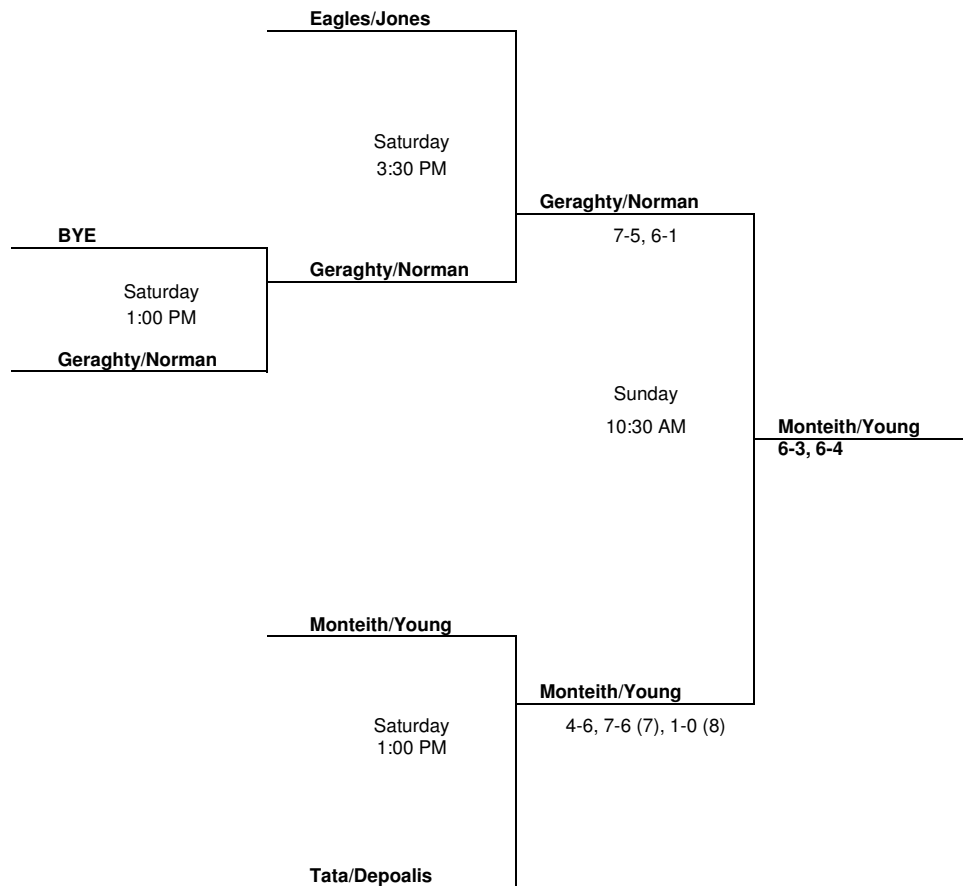 Eagles/Jones
Saturday
3:30 PM
Geraghty/Norman
7-5, 6-1
BYE
Geraghty/Norman
Saturday
1:00 PM
Geraghty/Norman
Sunday
10:30 AM
Monteith/Young
6-3, 6-4
Monteith/Young
Monteith/Young
4-6, 7-6 (7), 1-0 (8)
Saturday
1:00 PM
Tata/Depoalis